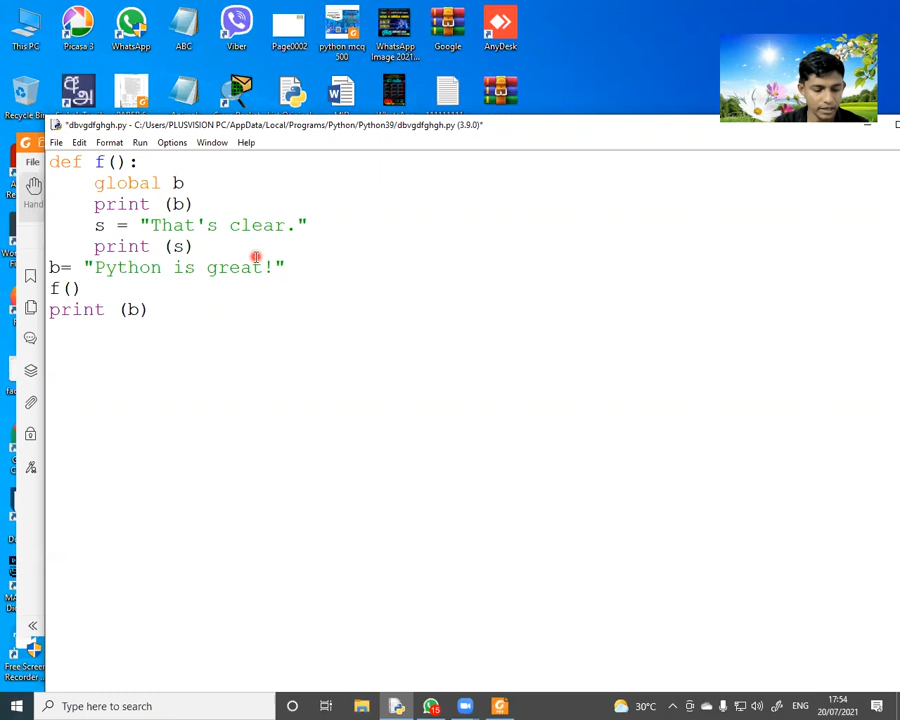 This PC
Picasa 3
WhatsApp
ABC
Viber
Page0002
python mcq
500
WhatsApp
Image 2021...
Google
AnyDesk
Recycle Bin
*dbvgdfghgh.py - C:/Users/PLUSVISION PC/AppData/Local/Programs/Python/Python39/dbvgdfghgh.py (3.9.0)*
File Edit Format Run Options Window Help
File
Hand
def f():
global b
print (b)
s = "That's clear."
print (s)
b= "Python is great!"
f()
print (b)
Free Screen
Type here to search
15
30°C
ENG
17:54
20/07/2021